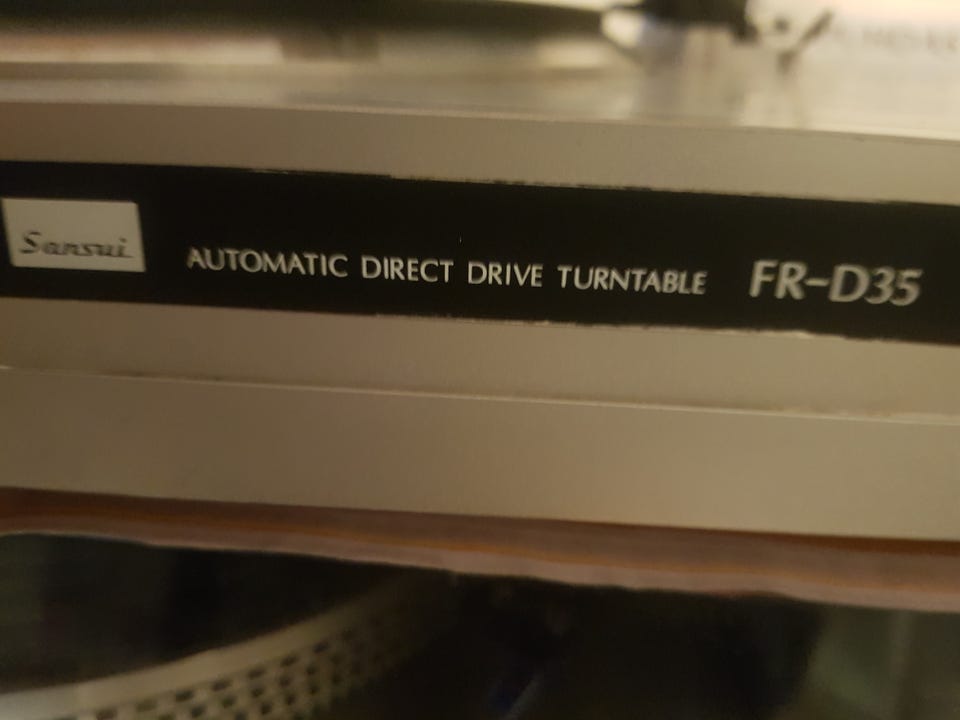 Sansui AUTOMATIC DIRECT DRIVE TURNTABLE FR-D35